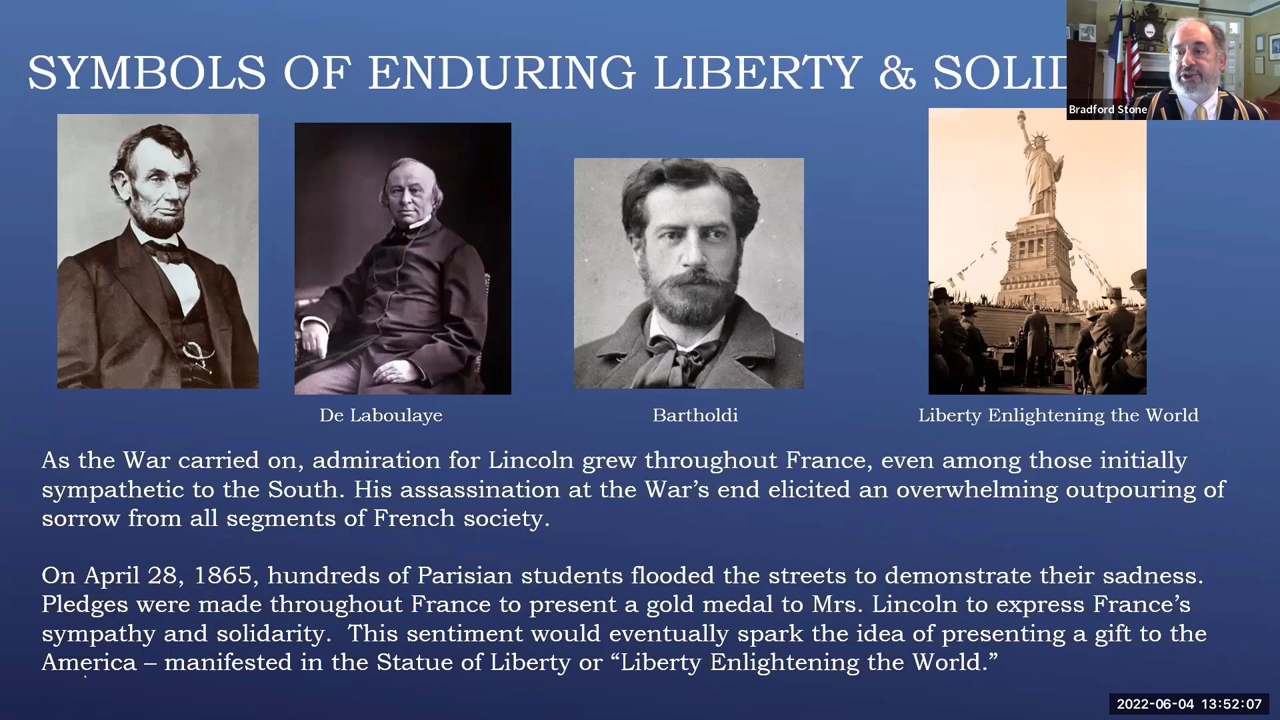 SYMBOLS OF ENDURING LIBERTY & SOLID
Bradford Stone
De Laboulaye
Bartholdi
Liberty Enlightening the World
As the War carried on, admiration for Lincoln grew throughout France, even among those initially
sympathetic to the South. His assassination at the War’s end elicited an overwhelming outpouring of
sorrow from all segments of French society.
On April 28, 1865, hundreds of Parisian students flooded the streets to demonstrate their sadness.
Pledges were made throughout France to present a gold medal to Mrs. Lincoln to express France’s
sympathy and solidarity.  This sentiment would eventually spark the idea of presenting a gift to the
America – manifested in the Statue of Liberty or “Liberty Enlightening the World.”
2022-06-04 13:52:07